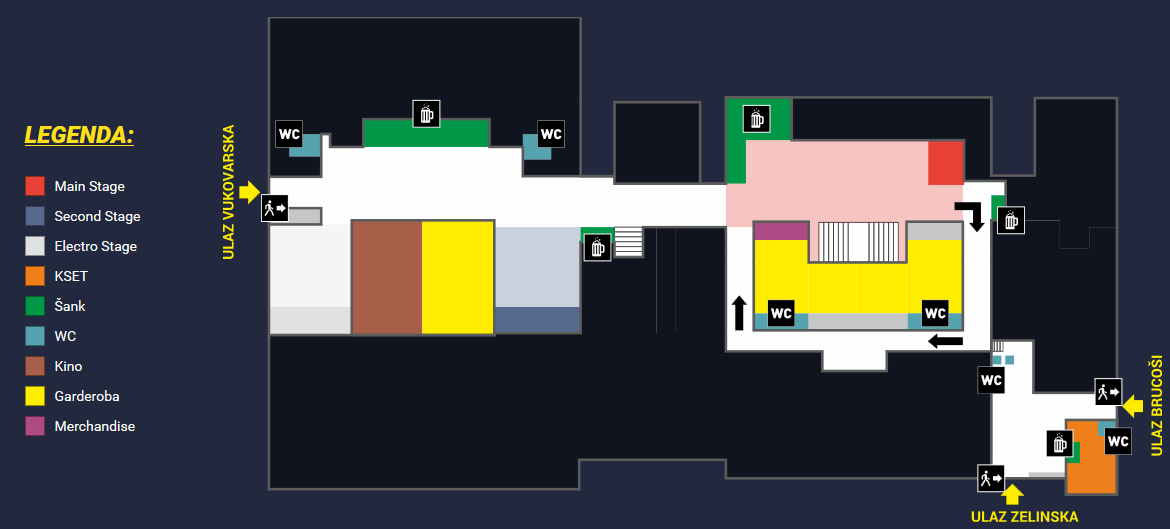 LEGENDA:
Main Stage
Second Stage
Electro Stage
KSET
Šank
WC
Kino
Garderoba
Merchandise
ULAZ VUKOVARSKA
WC
WC
WC
WC
WC
WC
ULAZ BRUCOŠI
ULAZ ZELINSKA